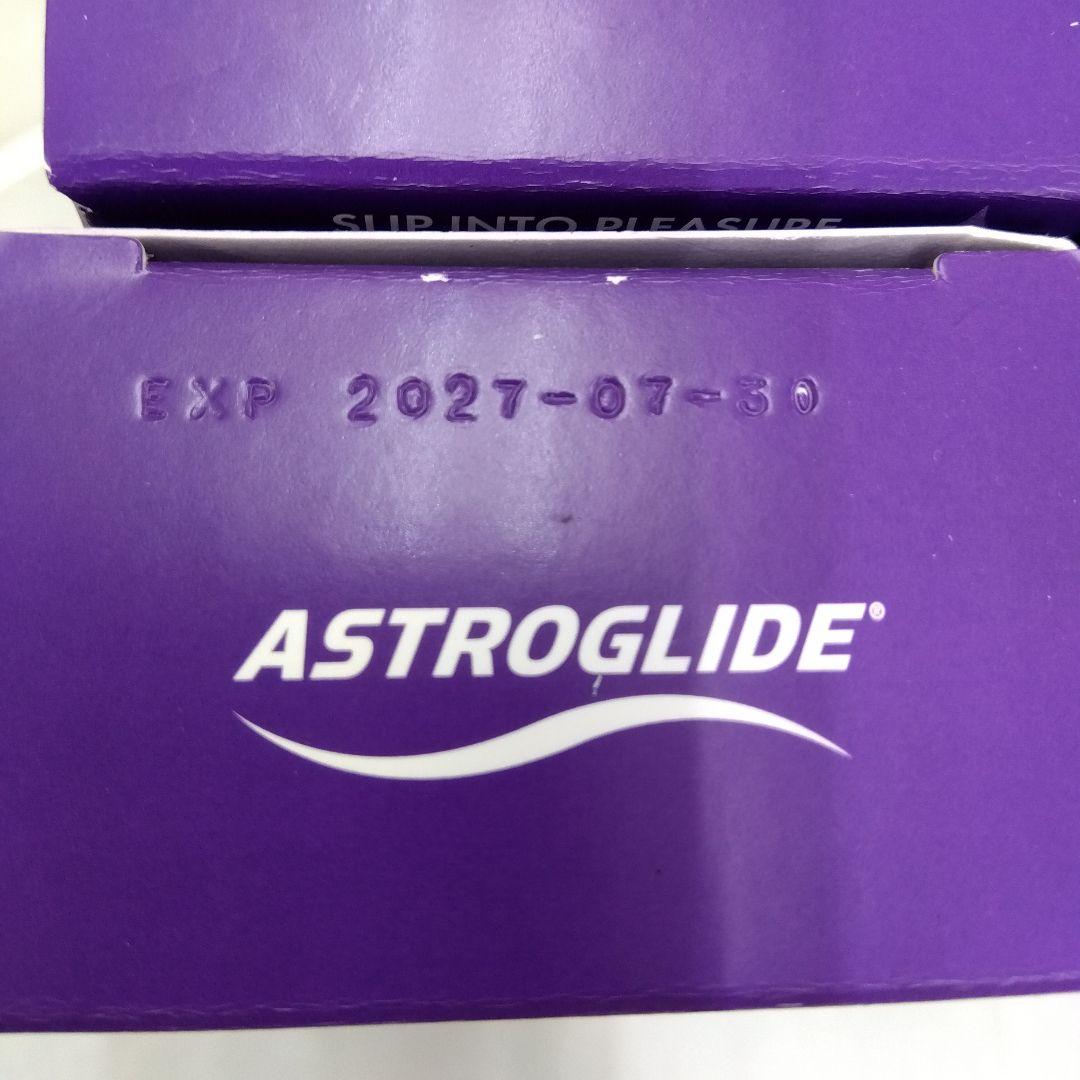 SLIP INTO PLEASURE
EXP 2027-07-30
ASTROGLIDE®